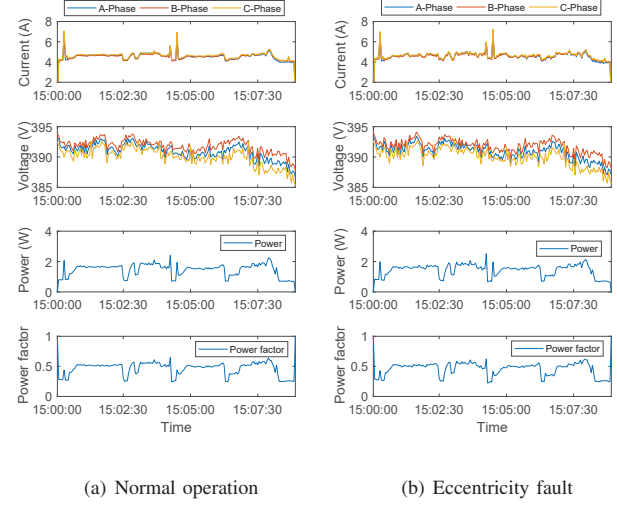 A-Phase B-Phase C-Phase
8
6
4
2
Current (A)
15:00:00 15:02:30 15:05:00 15:07:30
395
390
385
Voltage (V)
15:00:00 15:02:30 15:05:00 15:07:30
4
2
0
Power (W)
Power
15:00:00 15:02:30 15:05:00 15:07:30
1
0.5
0
Power factor
Power factor
15:00:00 15:02:30 15:05:00 15:07:30
Time
(a) Normal operation
A-Phase B-Phase C-Phase
8
6
4
2
Current (A)
15:00:00 15:02:30 15:05:00 15:07:30
395
390
385
Voltage (V)
15:00:00 15:02:30 15:05:00 15:07:30
4
2
0
Power (W)
Power
15:00:00 15:02:30 15:05:00 15:07:30
1
0.5
0
Power factor
Power factor
15:00:00 15:02:30 15:05:00 15:07:30
Time
(b) Eccentricity fault